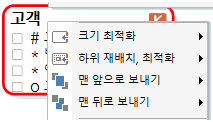 고객
크기 최적화
#
하위 재배치, 최적화
*
맨 앞으로 보내기
*
맨 뒤로 보내기
o